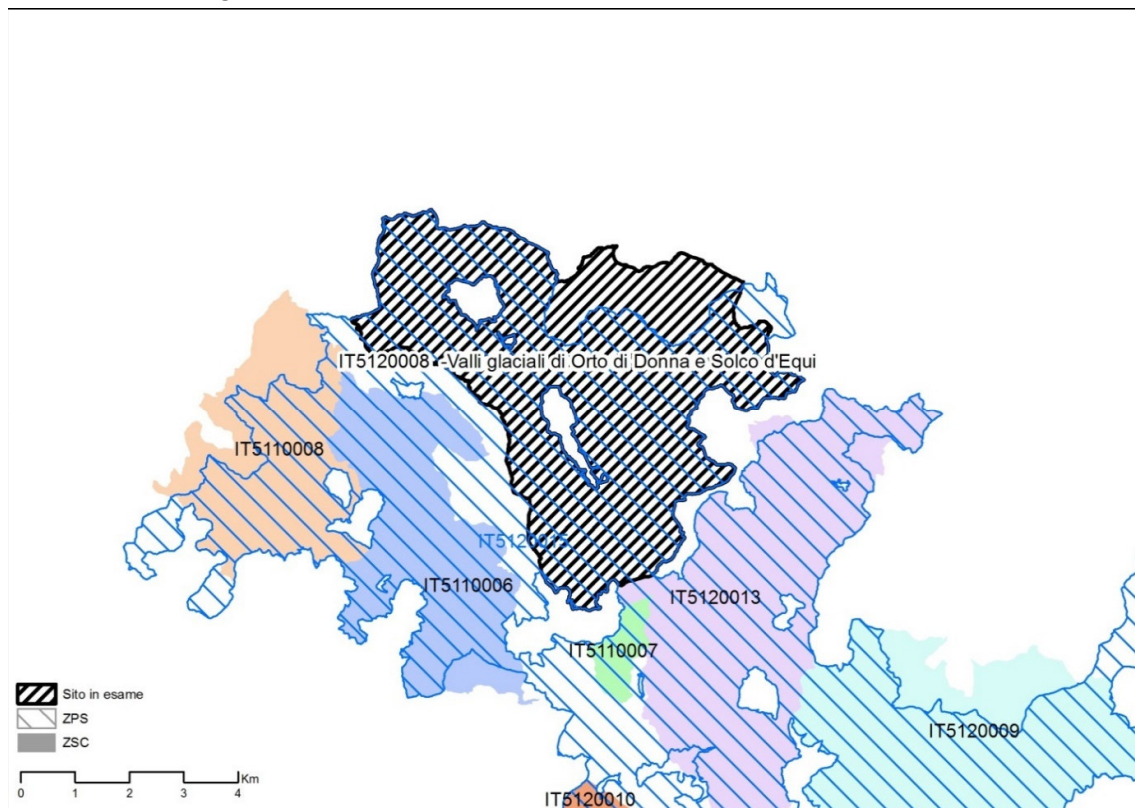 IT5120008 -Valli glaciali di Orto di Donna e Solco d'Equi
IT5110008
IT5120015
IT5110006
IT5120013
IT5110007
IT5120009
IT5120010
Sito in esame
ZPS
ZSC
0 1 2 3 4 Km